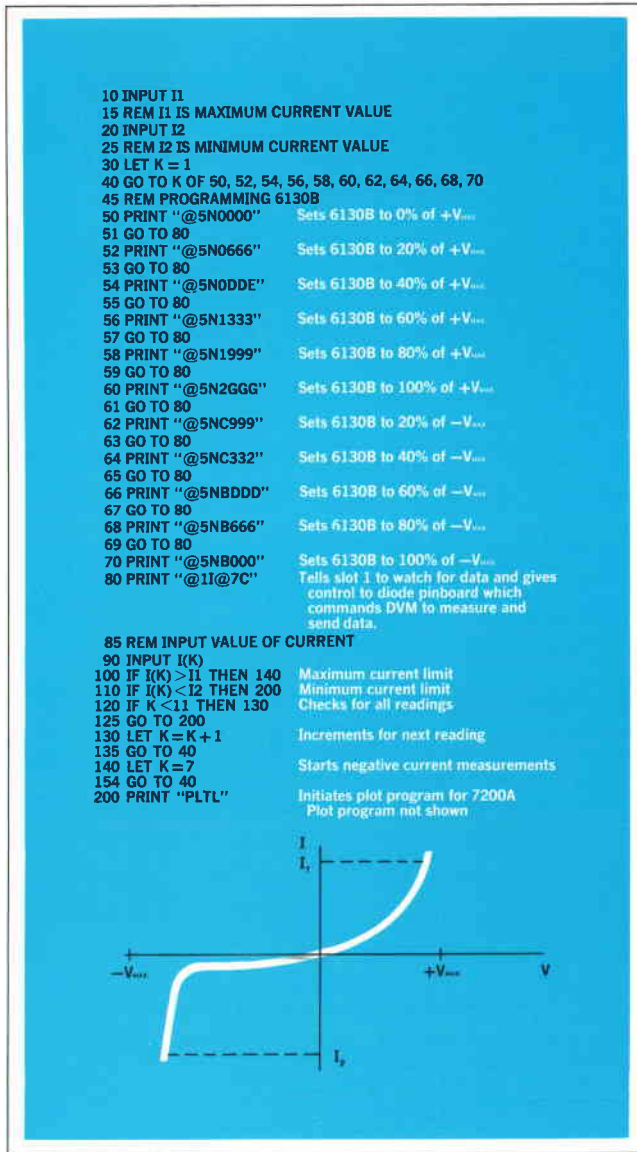 10 INPUT I1
15 REM I1 IS MAXIMUM CURRENT VALUE
20 INPUT I2
25 REM I2 IS MINIMUM CURRENT VALUE
30 LET K = 1
40 GO TO K OF 50, 52, 54, 56, 58, 60, 62, 64, 66, 68, 70
45 REM PROGRAMMING 6130B
50 PRINT "@5N0000" Sets 6130B to 0% of +Vmax
51 GO TO 80
52 PRINT "@5N0666" Sets 6130B to 20% of +Vmax
53 GO TO 80
54 PRINT "@5N0DDE" Sets 6130B to 40% of +Vmax
55 GO TO 80
56 PRINT "@5N1333" Sets 6130B to 60% of +Vmax
57 GO TO 80
58 PRINT "@5N1999" Sets 6130B to 80% of +Vmax
59 GO TO 80
60 PRINT "@5N2GGG" Sets 6130B to 100% of +Vmax
61 GO TO 80
62 PRINT "@5NC999" Sets 6130B to 20% of —Vmax
63 GO TO 80
64 PRINT "@5NC332" Sets 6130B to 40% of —Vmax
65 GO TO 80
66 PRINT "@5NBDDD" Sets 6130B to 60% of —Vmax
67 GO TO 80
68 PRINT "@5NB666" Sets 6130B to 80% of —Vmax
69 GO TO 80
70 PRINT "@5NB000" Sets 6130B to 100% of —Vmax
80 PRINT "@1I@7C" Tells slot 1 to watch for data and gives
control to diode pinboard which
commands DVM to measure and
send data.
85 REM INPUT VALUE OF CURRENT
90 INPUT I(K)
100 IF I(K)>I1 THEN 140 Maximum current limit
110 IF I(K)<I2 THEN 200 Minimum current limit
120 IF K<11 THEN 130 Checks for all readings
125 GO TO 200
130 LET K=K+1 Increments for next reading
135 GO TO 40
140 LET K=7 Starts negative current measurements
154 GO TO 40
200 PRINT "PLTL" Initiates plot program for 7200A
Plot program not shown
I
I₁
—Vmax +Vmax V
I₂